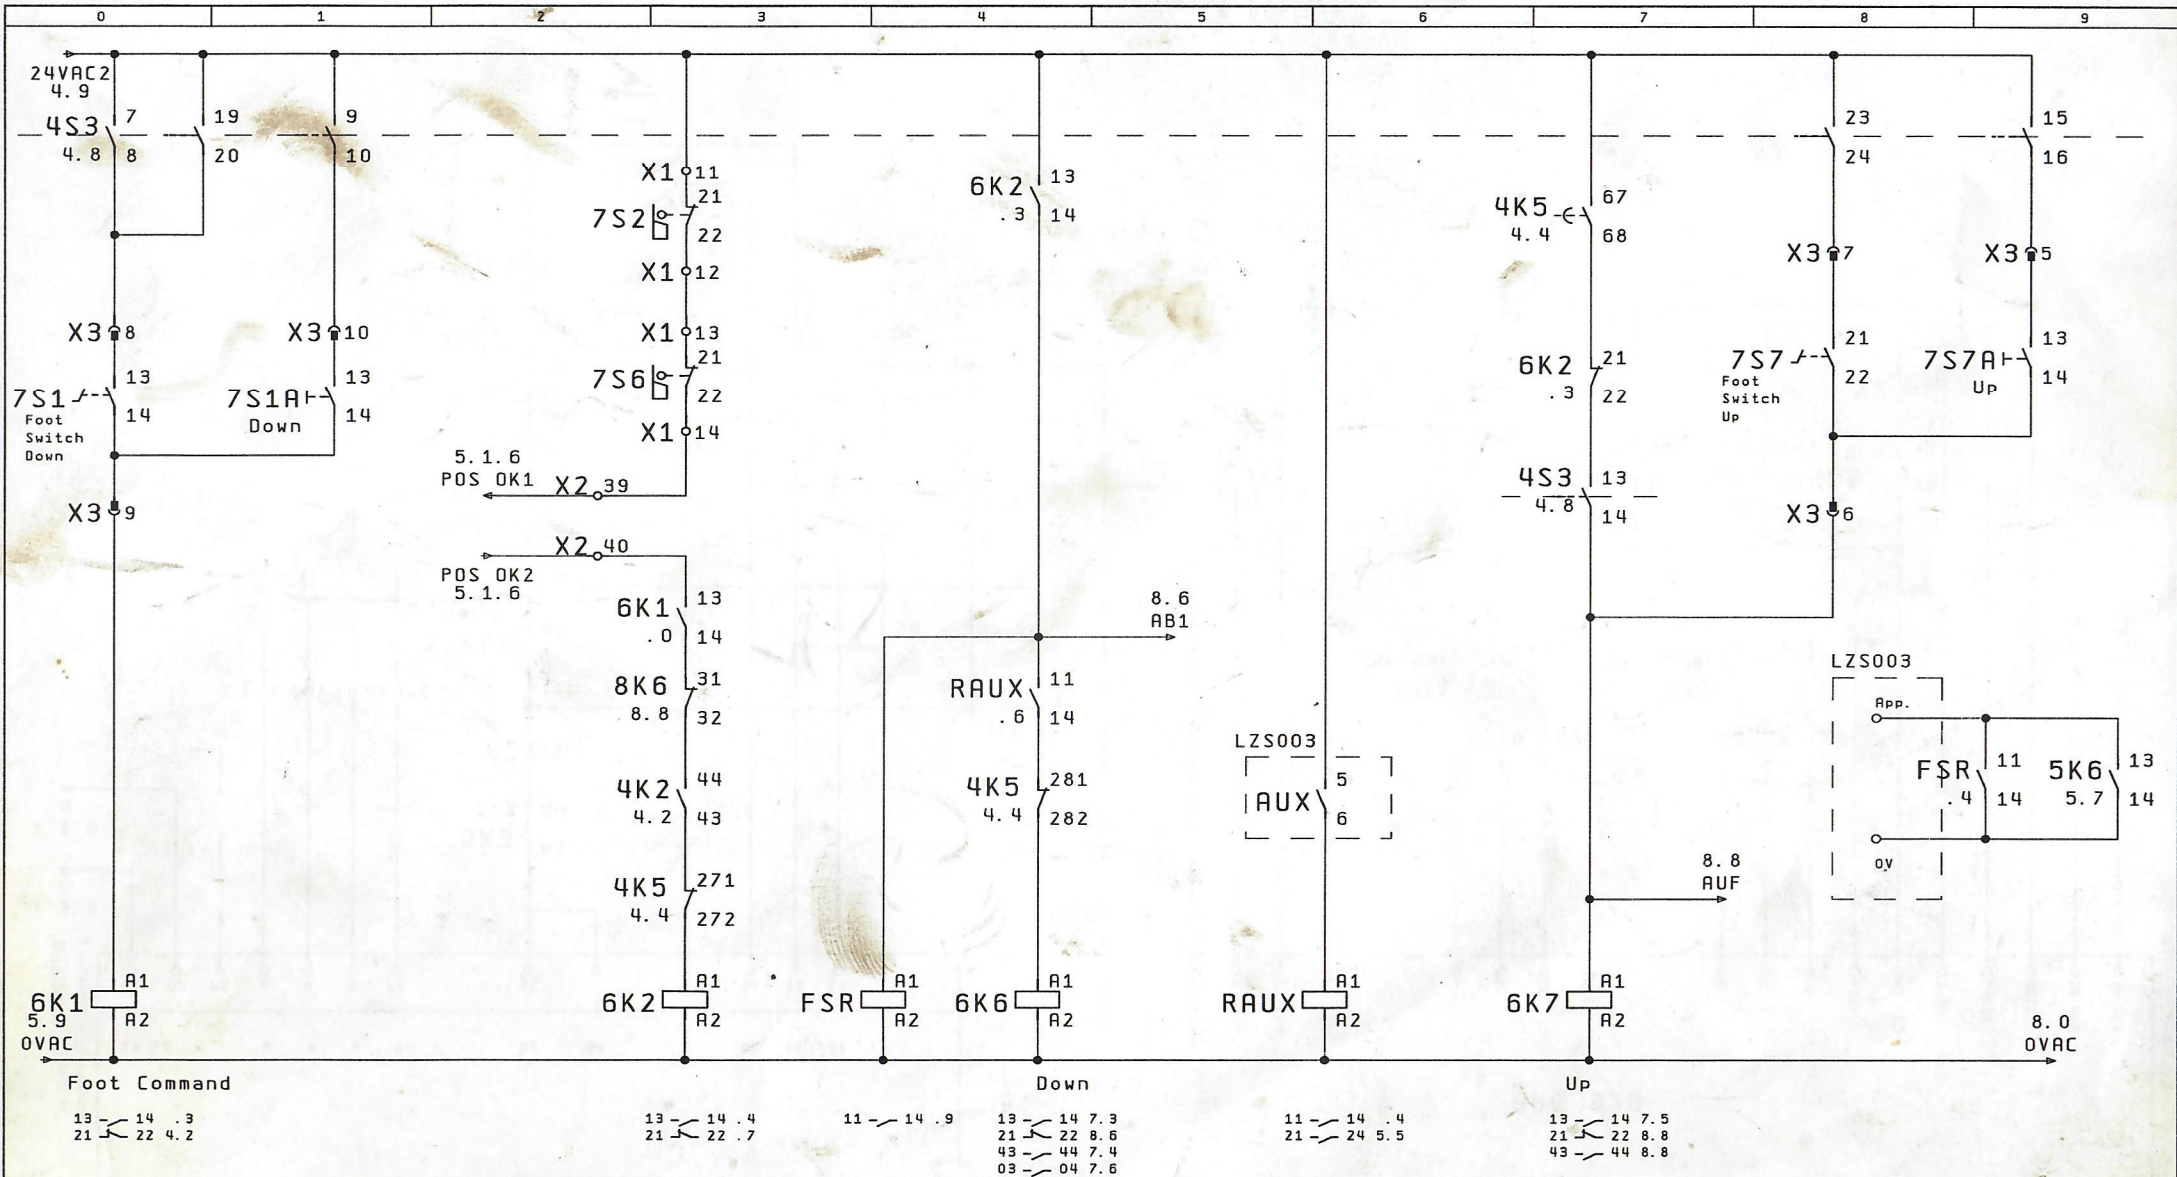 0 1 2 3 4 5 6 7 8 9
24VAC2
4.9
4S3 7
4.8 8
19
20
9
10
X1 11
7S2 21
22
X1 12
X1 13
7S6 21
22
X1 14
5.1.6
POS OK1
X2 39
X2 40
POS OK2
5.1.6
X3 8
X3 10
7S1 13
14
Foot
Switch
Down
7S1A 13
14
Down
X3 9
6K1 13
.0 14
8K6 31
8.8 32
4K2 44
4.2 43
4K5 271
4.4 272
6K2 13
.3 14
8.6
AB1
RAUX 11
.6 14
4K5 281
4.4 282
LZS003
AUX 5
6
4K5 67
4.4 68
6K2 21
.3 22
4S3 13
4.8 14
23
24
15
16
X3 7
X3 5
7S7 21
22
Foot
Switch
Up
7S7A 13
14
Up
X3 6
LZS003
App.
0V
FSR 11
.4 14
5K6 13
5.7 14
8.8
AUF
6K1 A1
A2
6K2 A1
A2
FSR A1
A2
6K6 A1
A2
RAUX A1
A2
6K7 A1
A2
5.9
0VAC
8.0
0VAC
Foot Command
Down
Up
13 14 .3
21 22 4.2
13 14 .4
21 22 .7
11 14 .9
13 14 7.3
21 22 8.6
43 44 7.4
03 04 7.6
11 14 .4
21 24 5.5
13 14 7.5
21 22 8.8
43 44 8.8